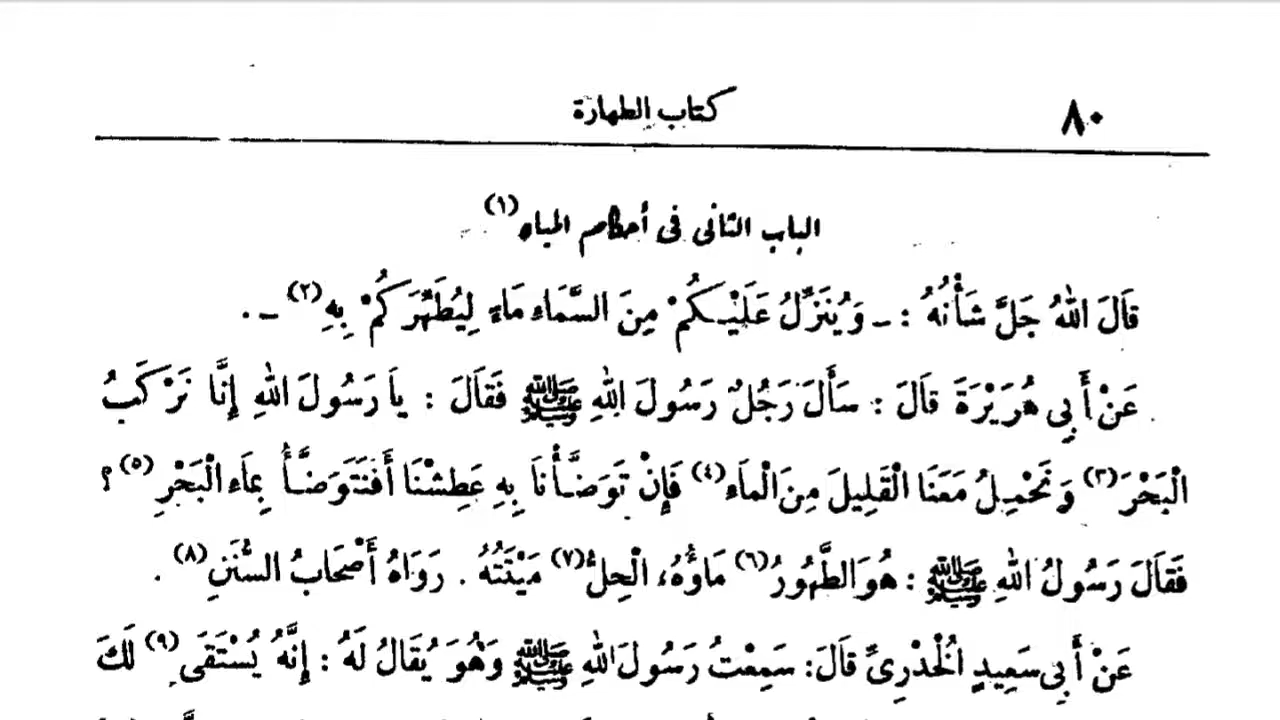 ٨٠
كتاب الطهارة
الباب الثانى فى أحكام المياه (١)
قَالَ اللهُ جَلَّ شَأْنُهُ : ـ وَيُنَزِّلُ عَلَيْكُمْ مِنَ السَّمَاءِ مَاءً لِيُطَهِّرَكُمْ بِهِ (٢) ـ .
عَنْ أَبِى هُرَيْرَةَ قَالَ : سَأَلَ رَجُلٌ رَسُولَ اللهِ ﷺ فَقَالَ : يَا رَسُولَ اللهِ إِنَّا نَرْكَبُ
الْبَحْرَ (٣) وَنَحْمِلُ مَعَنَا الْقَلِيلَ مِنَ الْمَاءِ (٤) فَإِنْ تَوَضَّأْنَا بِهِ عَطِشْنَا أَفَنَتَوَضَّأُ بِمَاءِ الْبَحْرِ (٥) ؟
فَقَالَ رَسُولُ اللهِ ﷺ : هُوَ الطَّهُورُ (٦) مَاؤُهُ، الْحِلُّ (٧) مَيْتَتُهُ . رَوَاهُ أَصْحَابُ السُّنَنِ (٨) .
عَنْ أَبِى سَعِيدٍ الْخُدْرِىِّ قَالَ: سَمِعْتُ رَسُولَ اللهِ ﷺ وَهُوَ يُقَالُ لَهُ : إِنَّهُ يُسْتَقَى (٩) لَكَ